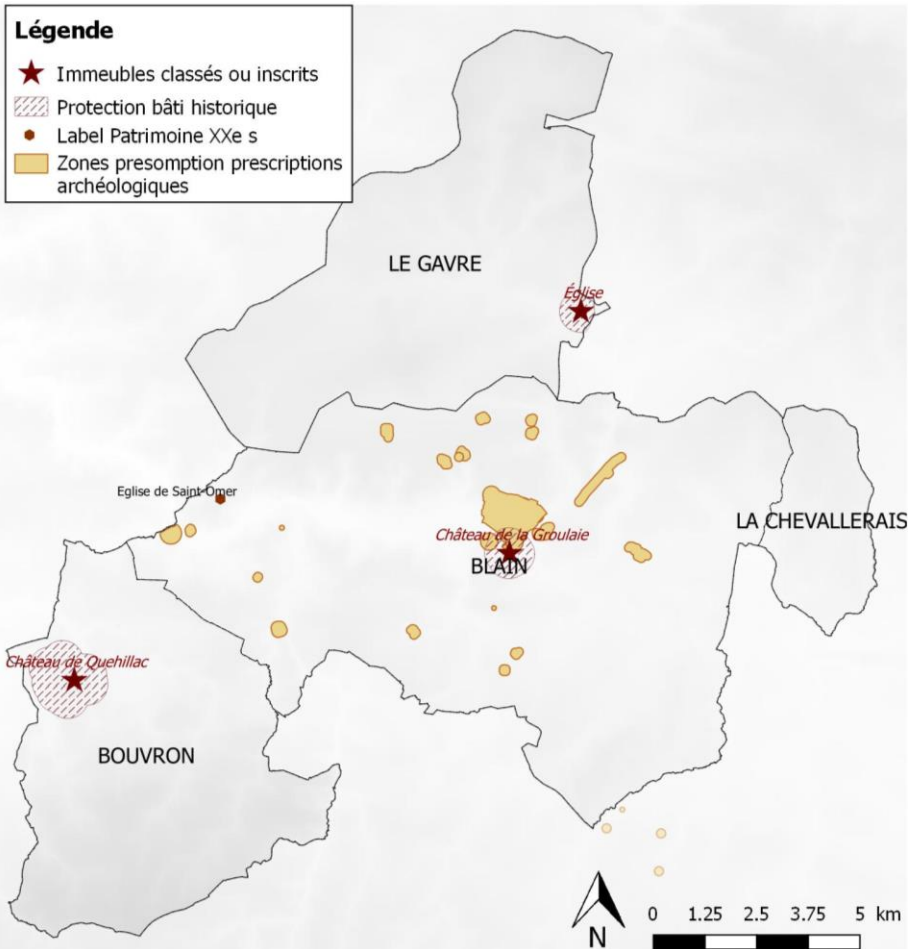 Légende
Immeubles classés ou inscrits
Protection bâti historique
Label Patrimoine XXe s
Zones presomption prescriptions
archéologiques
LE GAVRE
Église
Eglise de Saint-Omer
LA CHEVALLERAIS
Château de la Groulaie
BLAIN
Château de Quehillac
BOUVRON
0 1.25 2.5 3.75 5 km
N